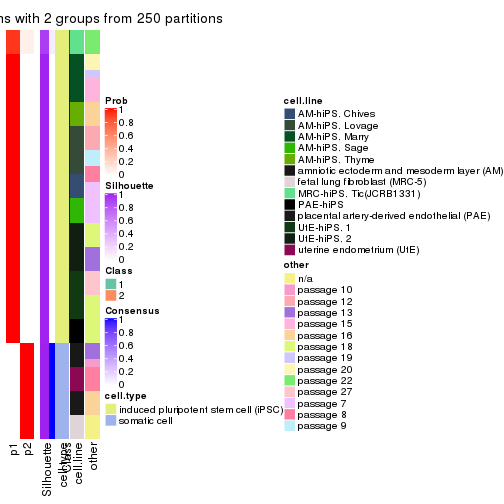 ns with 2 groups from 250 partitions
Prob
1
0.8
0.6
0.4
0.2
0
Silhouette
1
0.8
0.6
0.4
0.2
0
Class
1
2
Consensus
1
0.8
0.6
0.4
0.2
0
cell.type
induced pluripotent stem cell (iPSC)
somatic cell
cell.line
AM-hiPS. Chives
AM-hiPS. Lovage
AM-hiPS. Marry
AM-hiPS. Sage
AM-hiPS. Thyme
amniotic ectoderm and mesoderm layer (AM)
fetal lung fibroblast (MRC-5)
MRC-hiPS. Tic(JCRB1331)
PAE-hiPS
placental artery-derived endothelial (PAE)
UtE-hiPS. 1
UtE-hiPS. 2
uterine endometrium (UtE)
other
n/a
passage 10
passage 12
passage 13
passage 15
passage 16
passage 18
passage 19
passage 20
passage 22
passage 27
passage 7
passage 8
passage 9
p1
p2
Silhouette
Class
cell.type
cell.line
other